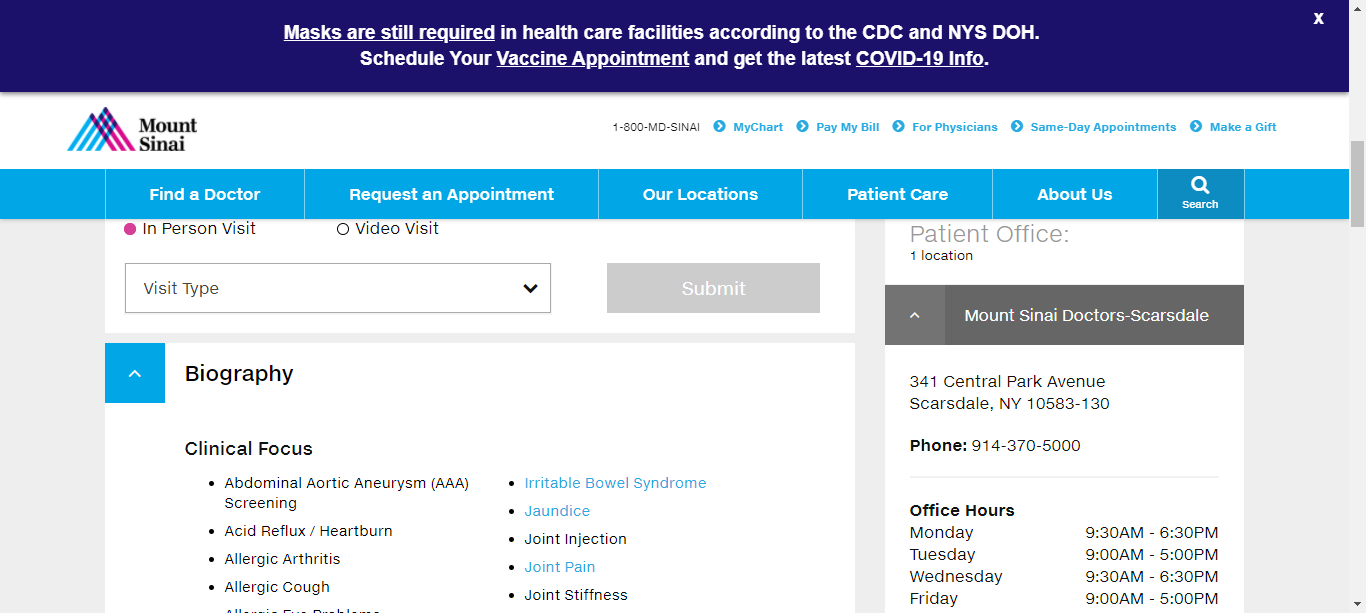 Masks are still required in health care facilities according to the CDC and NYS DOH.
Schedule Your Vaccine Appointment and get the latest COVID-19 Info.
X
Mount
Sinai
1-800-MD-SINAI
MyChart
Pay My Bill
For Physicians
Same-Day Appointments
Make a Gift
Find a Doctor
Request an Appointment
Our Locations
Patient Care
About Us
Search
In Person Visit
Video Visit
Visit Type
Submit
Biography
Clinical Focus
Abdominal Aortic Aneurysm (AAA)
Screening
Acid Reflux / Heartburn
Allergic Arthritis
Allergic Cough
Allergic Eye Problems
Irritable Bowel Syndrome
Jaundice
Joint Injection
Joint Pain
Joint Stiffness
Patient Office:
1 location
Mount Sinai Doctors-Scarsdale
341 Central Park Avenue
Scarsdale, NY 10583-130
Phone: 914-370-5000
Office Hours
Monday 9:30AM - 6:30PM
Tuesday 9:00AM - 5:00PM
Wednesday 9:30AM - 6:30PM
Friday 9:00AM - 5:00PM